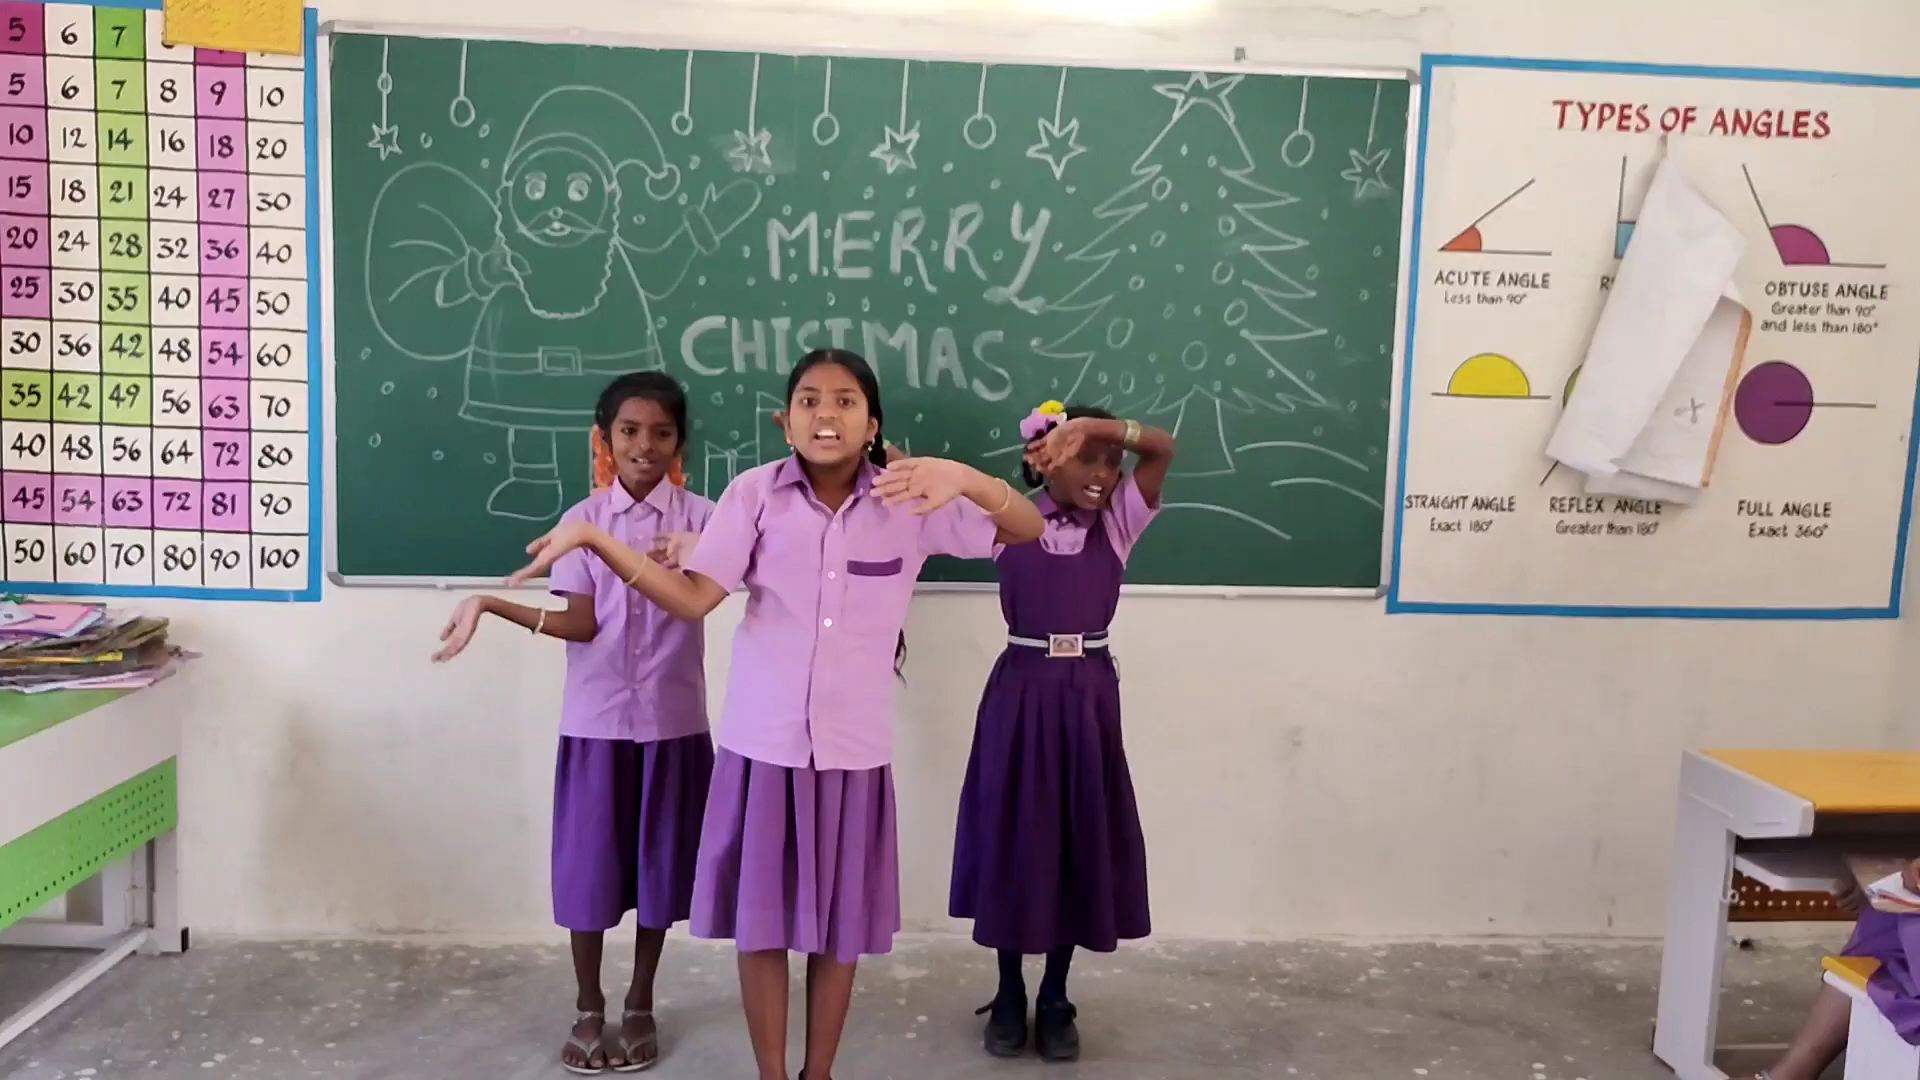 5 6 7
5 6 7 8 9 10
10 12 14 16 18 20
15 18 21 24 27 30
20 24 28 32 36 40
25 30 35 40 45 50
30 36 42 48 54 60
35 42 49 56 63 70
40 48 56 64 72 80
45 54 63 72 81 90
50 60 70 80 90 100
MERRY
CHISTMAS
TYPES OF ANGLES
ACUTE ANGLE
Less than 90°
OBTUSE ANGLE
Greater than 90°
and less than 180°
STRAIGHT ANGLE
Exact 180°
REFLEX ANGLE
Greater than 180°
FULL ANGLE
Exact 360°